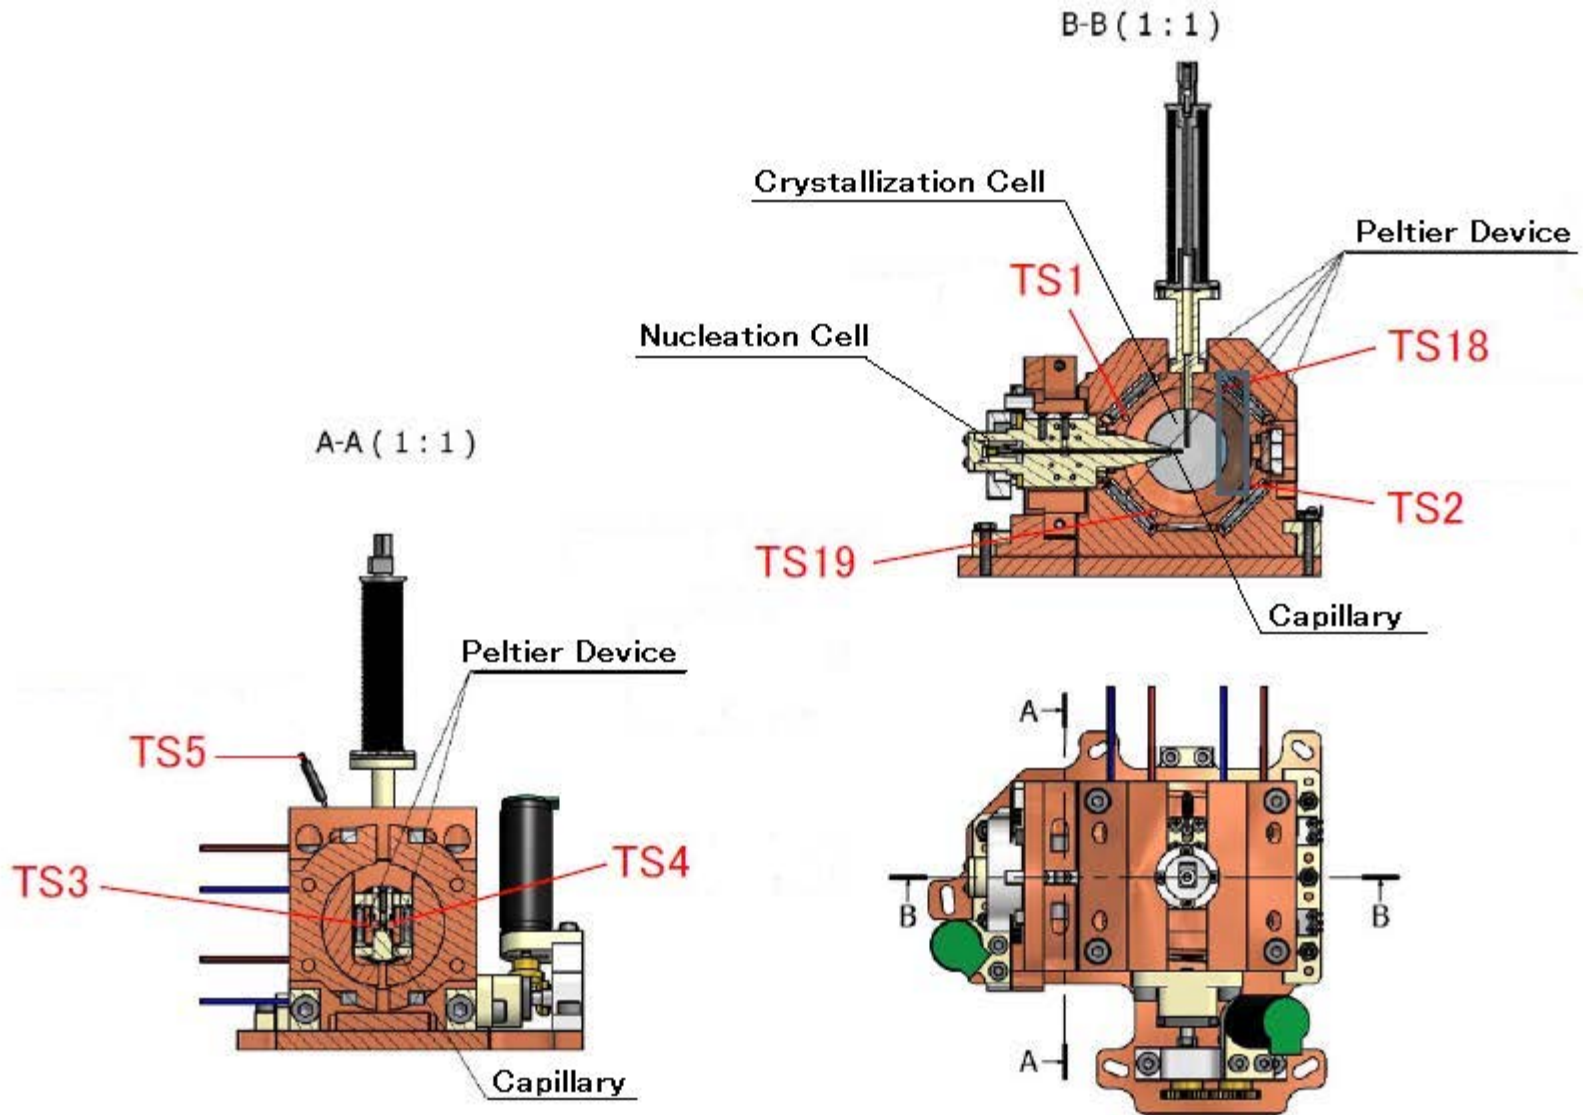 B-B ( 1 : 1 )
Crystallization Cell
Peltier Device
TS1
Nucleation Cell
TS18
A-A ( 1 : 1 )
TS2
TS19
Capillary
Peltier Device
TS5
A
TS4
TS3
B
B
A
Capillary